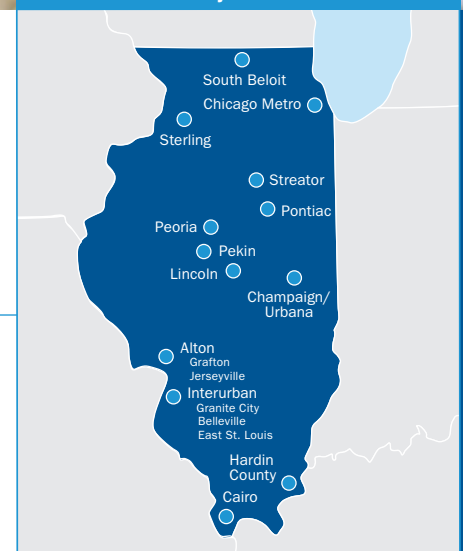 South Beloit
Chicago Metro
Sterling
Streator
Pontiac
Peoria
Pekin
Lincoln
Champaign/
Urbana
Alton
Grafton
Jerseyville
Interurban
Granite City
Belleville
East St. Louis
Hardin
County
Cairo